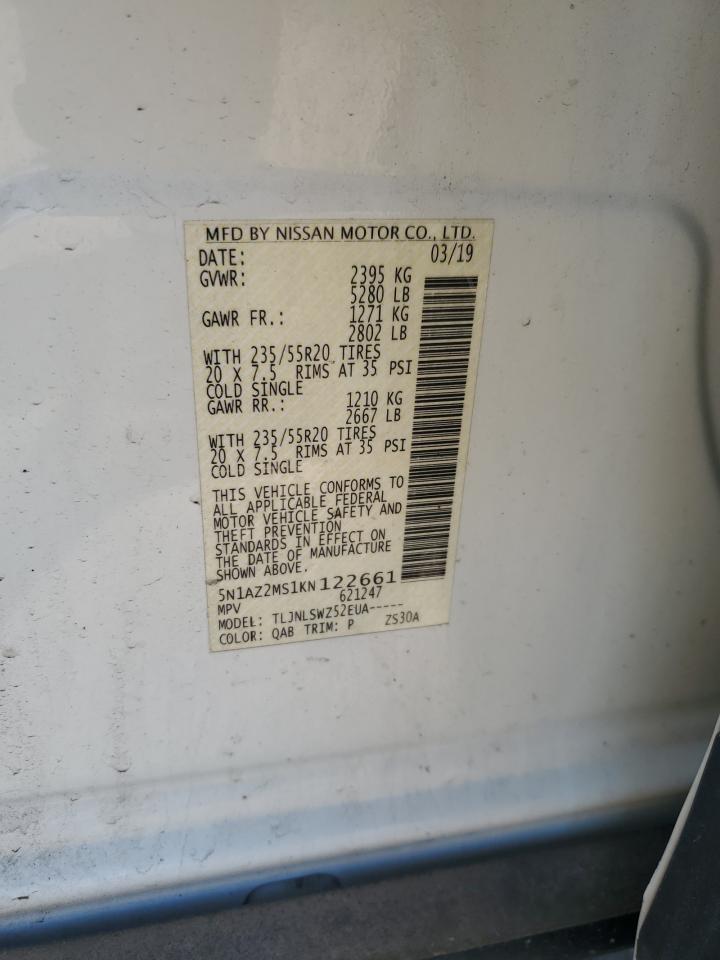 MFD BY NISSAN MOTOR CO., LTD.
DATE: 03/19
GVWR: 2395 KG
5280 LB
GAWR FR.: 1271 KG
2802 LB
WITH 235/55R20 TIRES
20 X 7.5 RIMS AT 35 PSI
COLD SINGLE
GAWR RR.: 1210 KG
2667 LB
WITH 235/55R20 TIRES
20 X 7.5 RIMS AT 35 PSI
COLD SINGLE
THIS VEHICLE CONFORMS TO
ALL APPLICABLE FEDERAL
MOTOR VEHICLE SAFETY AND
THEFT PREVENTION
STANDARDS IN EFFECT ON
THE DATE OF MANUFACTURE
SHOWN ABOVE.
5N1AZ2MS1KN122661
MPV 621247
MODEL: TLJNLSWZ52EUA-----
COLOR: QAB TRIM: P ZS30A